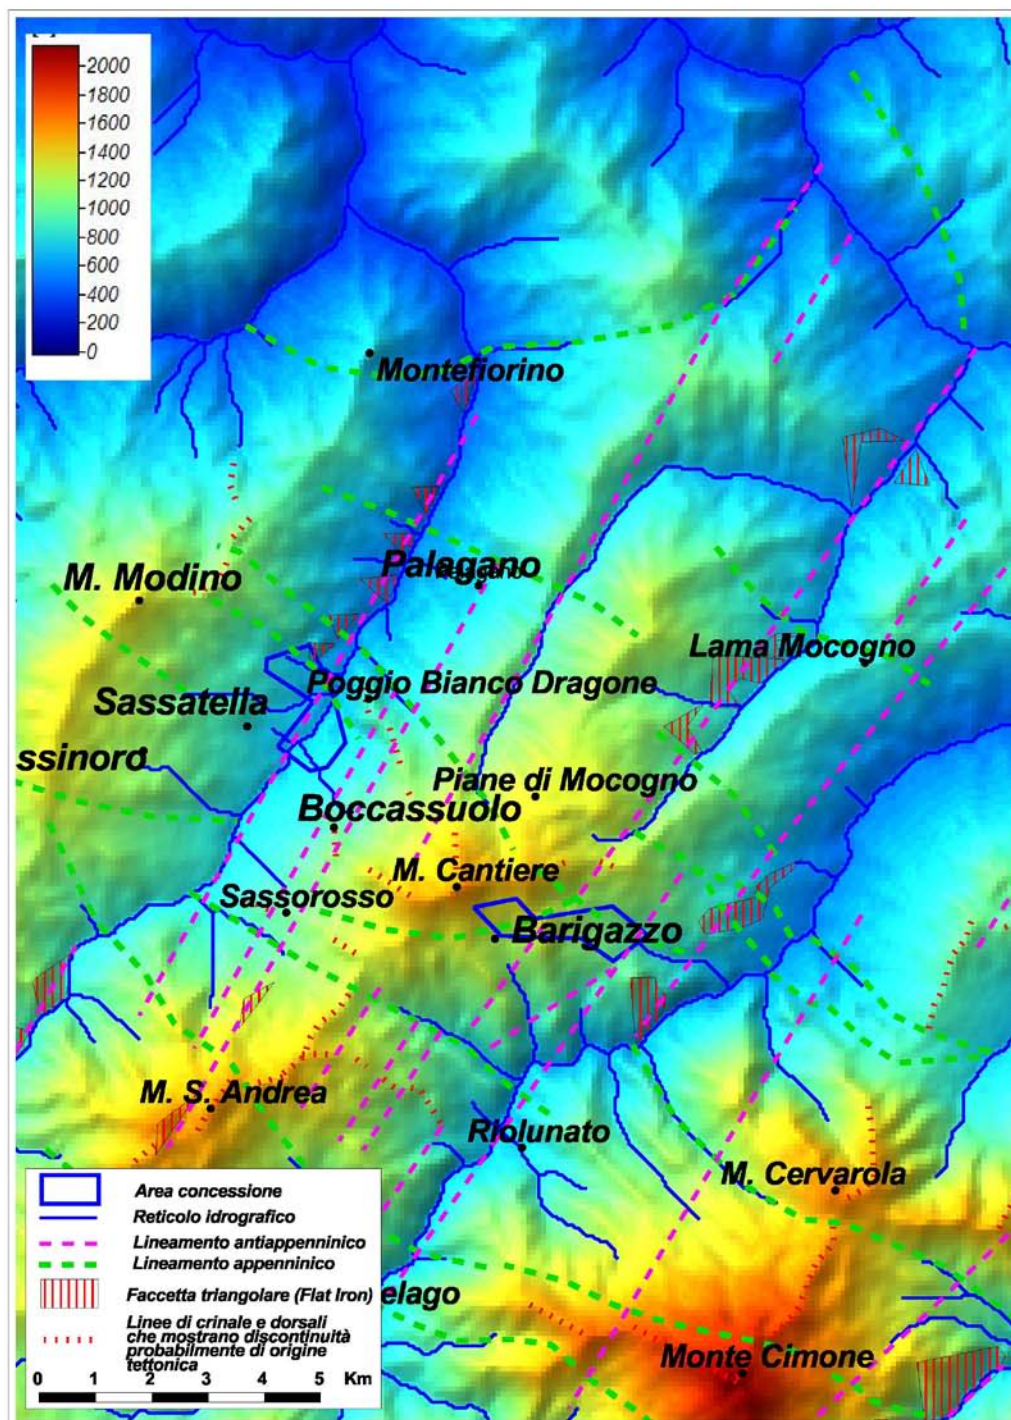 2000
1800
1600
1400
1200
1000
800
600
400
200
0
Montefiorino
Palagano
M. Modino
Lama Mocogno
Poggio Bianco Dragone
Sassatella
ssinoro
Piane di Mocogno
Boccassuolo
M. Cantiere
Sassorosso
Barigazzo
M. S. Andrea
Riolunato
M. Cervarola
elago
Monte Cimone
Area concessione
Reticolo idrografico
Lineamento antiappenninico
Lineamento appenninico
Faccetta triangolare (Flat Iron)
Linee di crinale e dorsali
che mostrano discontinuità
probabilmente di origine
tettonica
0 1 2 3 4 5 Km